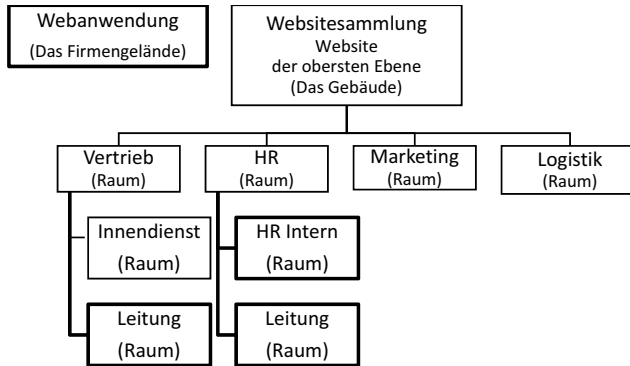 Webanwendung
(Das Firmengelände)
Websitesammlung
Website
der obersten Ebene
(Das Gebäude)
Vertrieb
(Raum)
HR
(Raum)
Marketing
(Raum)
Logistik
(Raum)
Innendienst
(Raum)
HR Intern
(Raum)
Leitung
(Raum)
Leitung
(Raum)